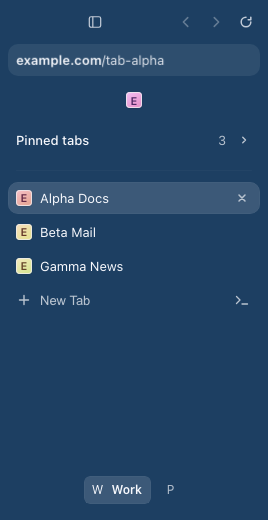 example.com/tab-alpha
E
Pinned tabs 3
E Alpha Docs
E Beta Mail
E Gamma News
New Tab
W Work P